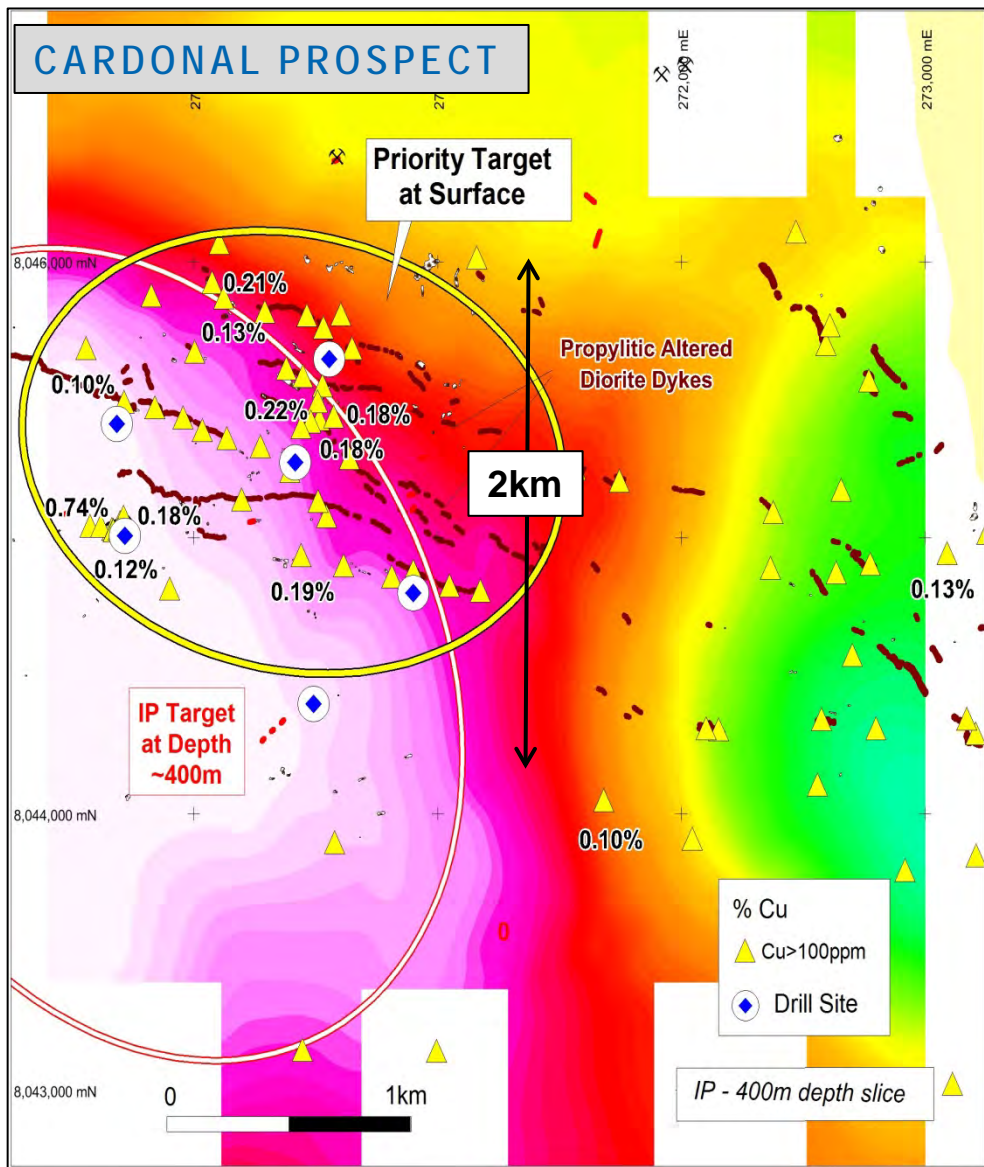 CARDONAL PROSPECT
272,000 mE
273,000 mE
Priority Target
at Surface
8,046,000 mN
0.21%
0.13%
Propylitic Altered
Diorite Dykes
0.10%
0.22%
0.18%
0.18%
2km
0.74%
0.18%
0.12%
0.19%
0.13%
IP Target
at Depth
~400m
8,044,000 mN
0.10%
% Cu
Cu>100ppm
Drill Site
0
8,043,000 mN
0
1km
IP - 400m depth slice